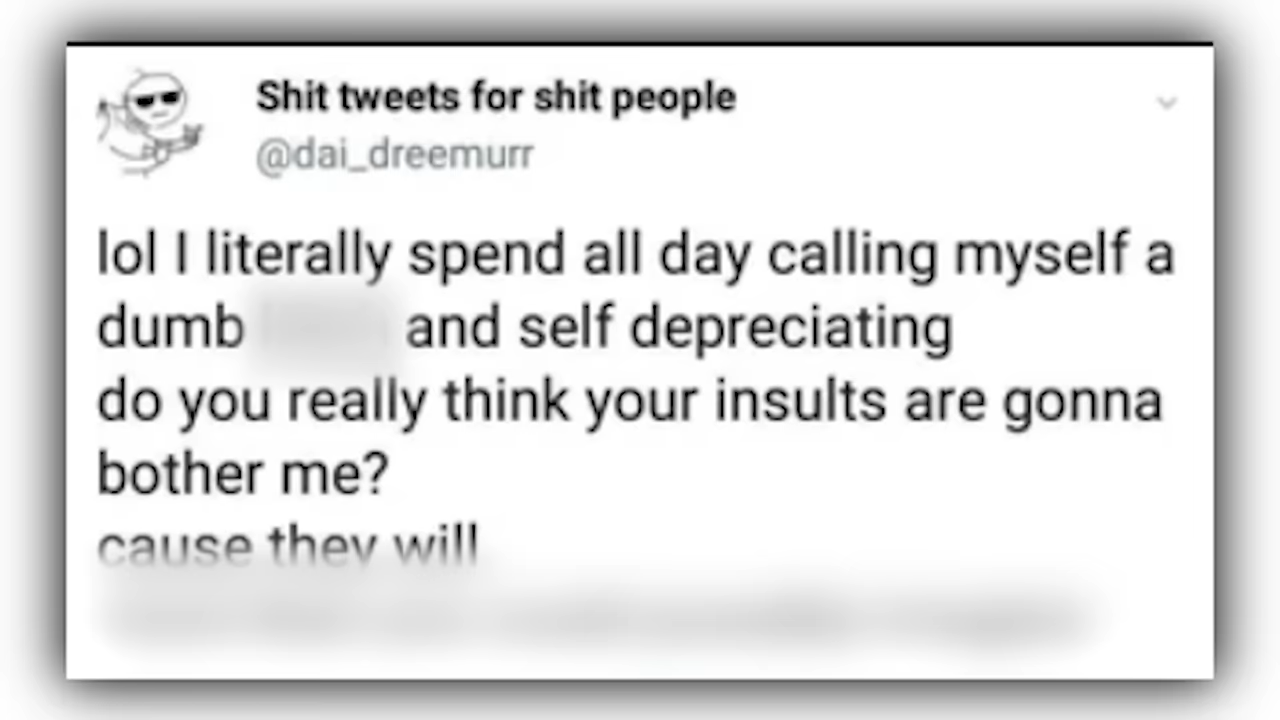 Shit tweets for shit people
@dai_dreemurr
lol I literally spend all day calling myself a
dumb and self depreciating
do you really think your insults are gonna
bother me?
cause they will